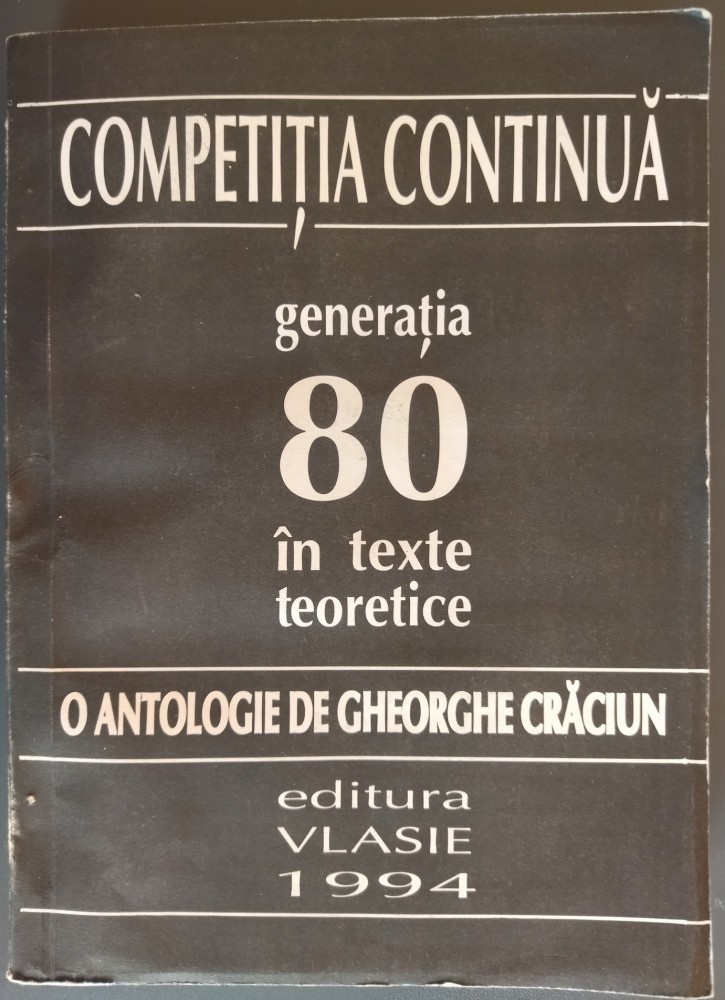 COMPETIȚIA CONTINUĂ
generația
80
în texte
teoretice
O ANTOLOGIE DE GHEORGHE CRĂCIUN
editura
VLASIE
1994